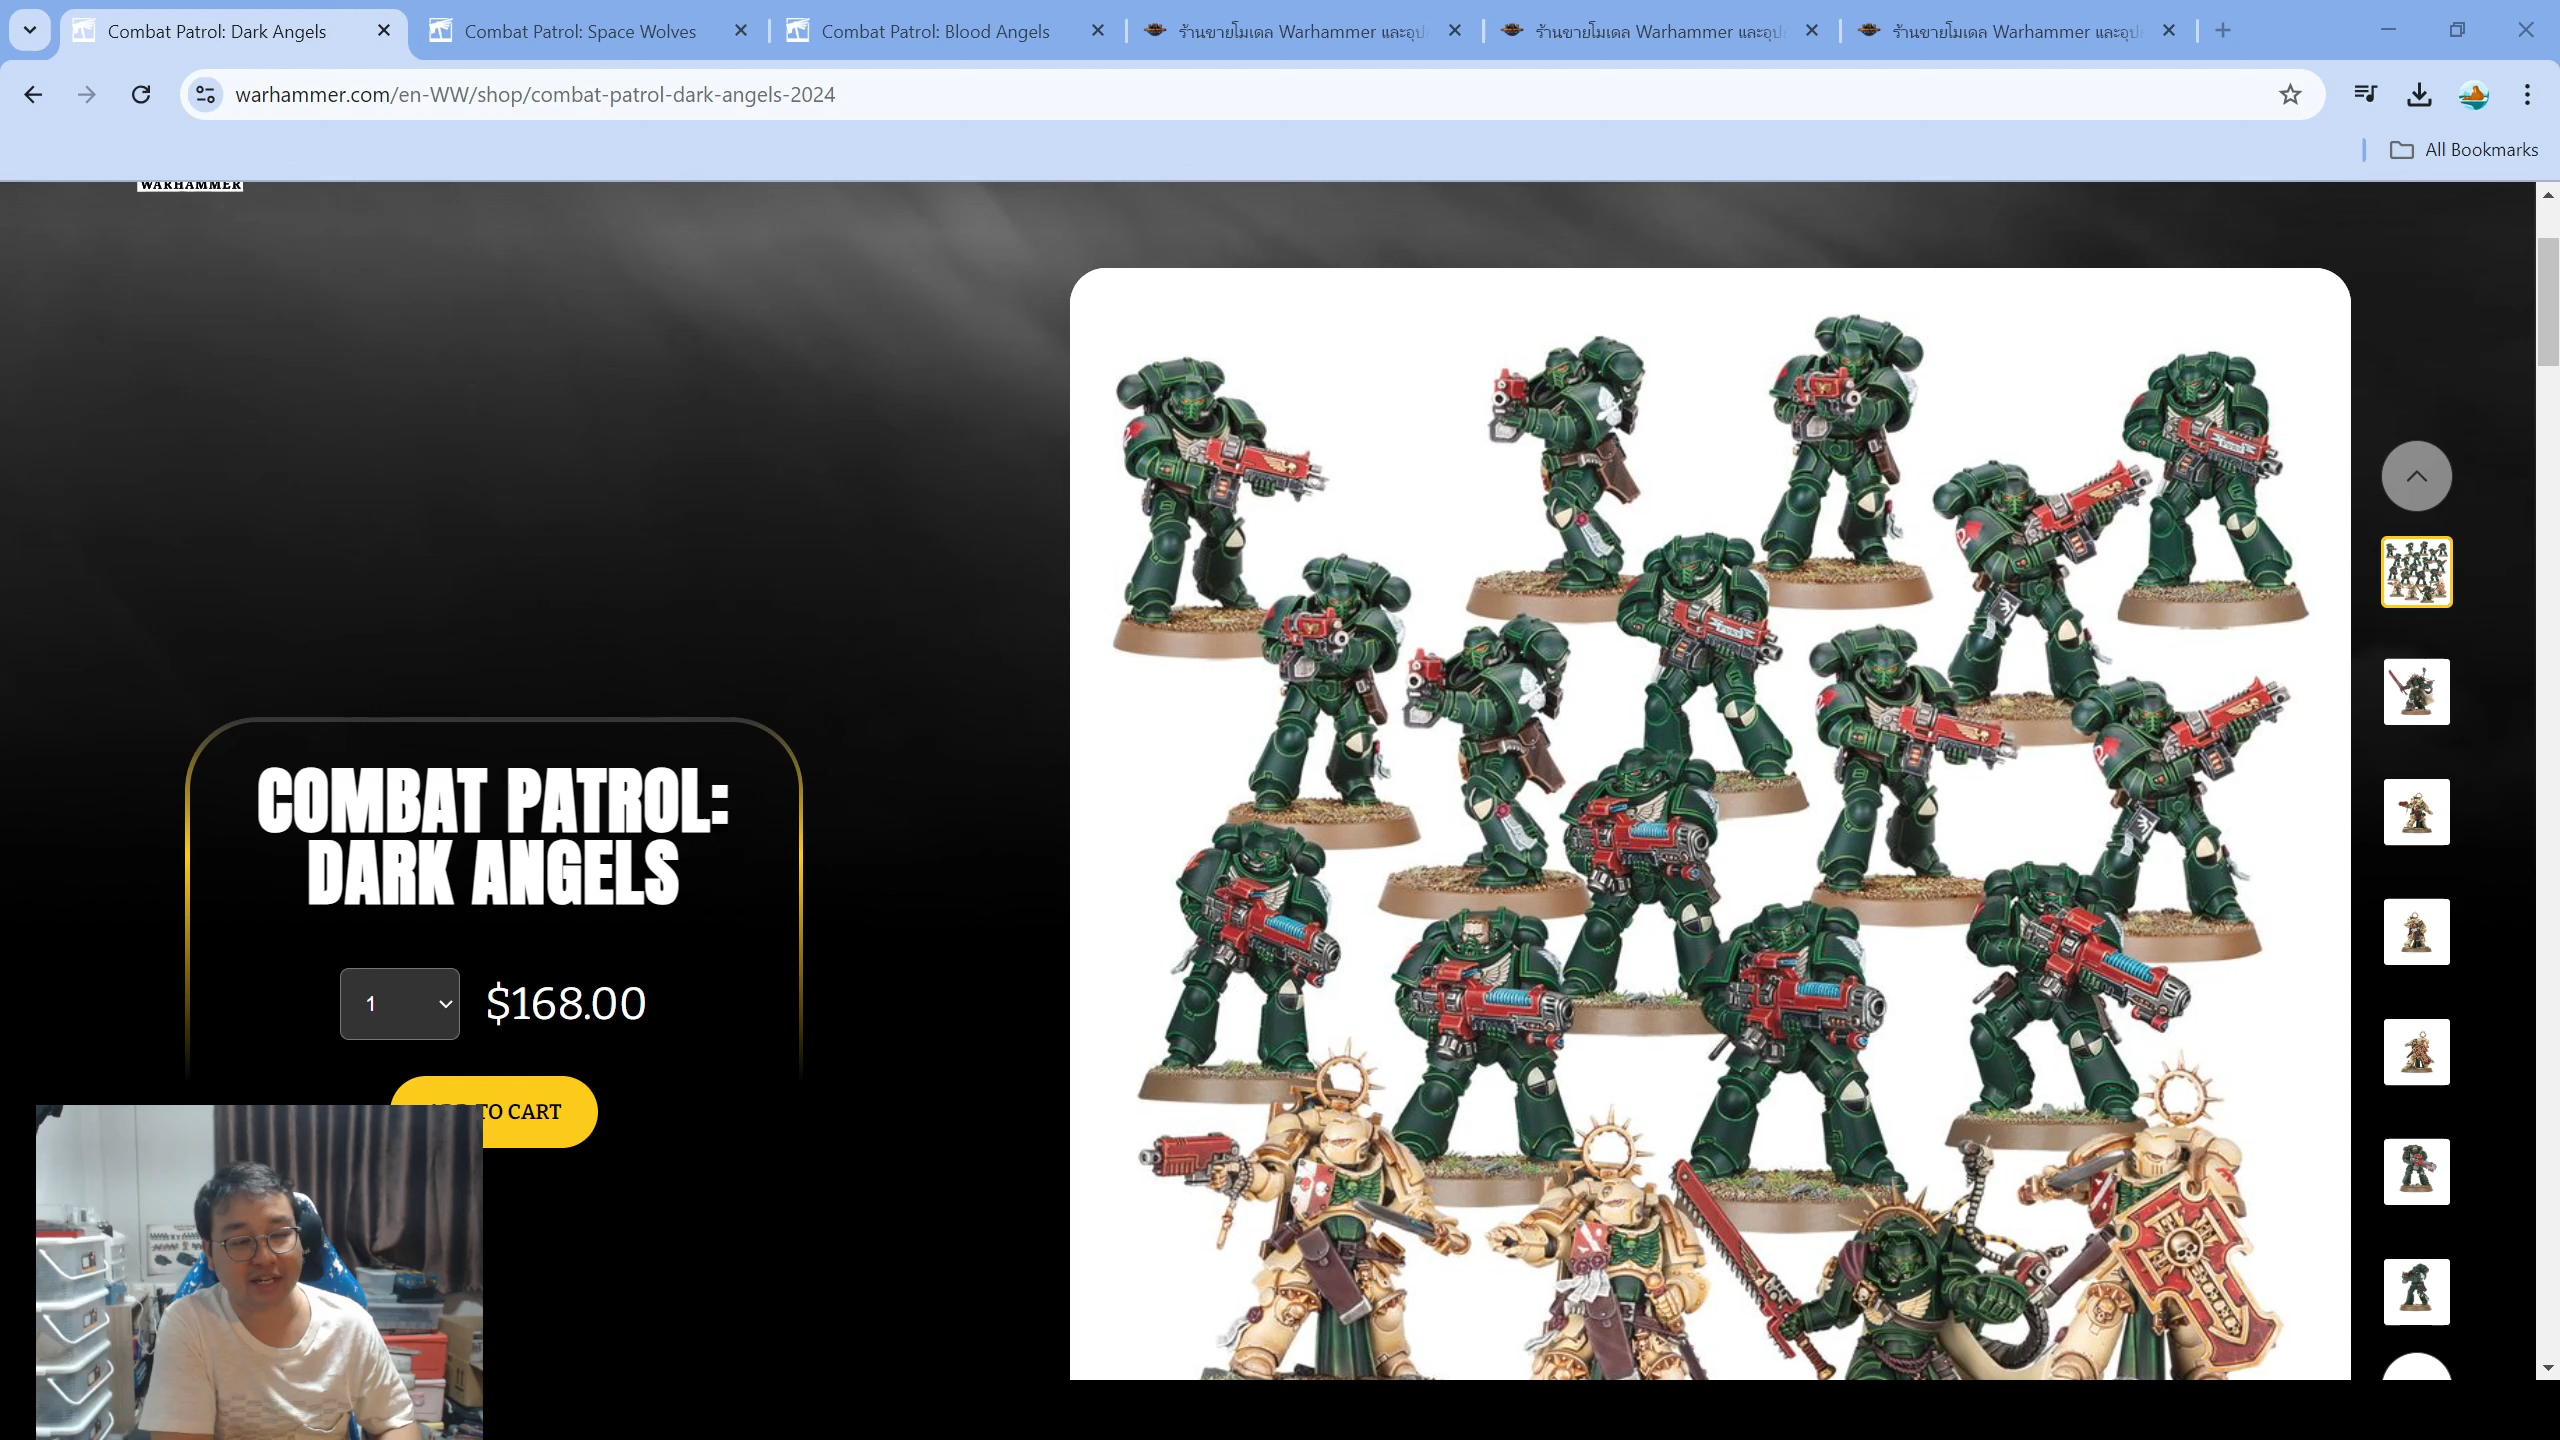 Combat Patrol: Dark Angels
Combat Patrol: Space Wolves
Combat Patrol: Blood Angels
ร้านขายโมเดล Warhammer และอุป
ร้านขายโมเดล Warhammer และอุป
ร้านขายโมเดล Warhammer และอุป
warhammer.com/en-WW/shop/combat-patrol-dark-angels-2024
All Bookmarks
WARHAMMER
COMBAT PATROL:
DARK ANGELS
1
$168.00
TO CART